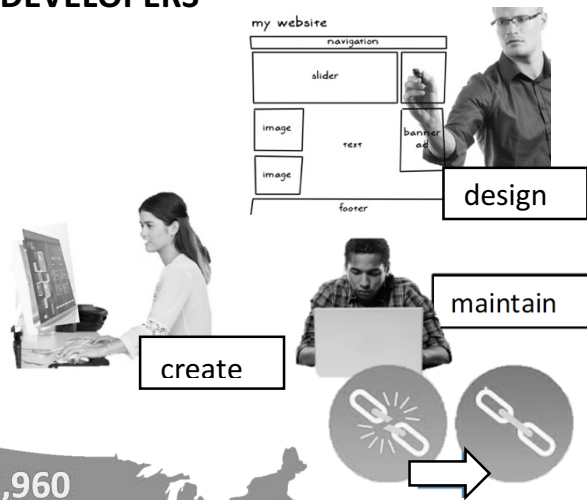 DEVELOPERS
my website
navigation
slider
image
text
banner
ad
image
footer
design
maintain
create
,960